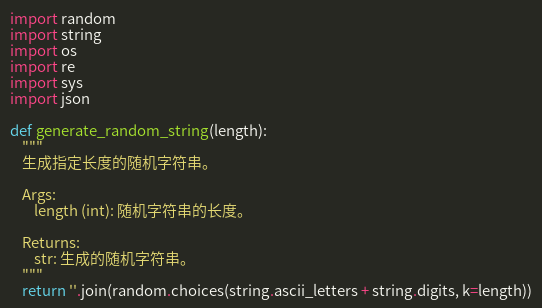 import random
import string
import os
import re
import sys
import json

def generate_random_string(length):
    """
    生成指定长度的随机字符串。

    Args:
        length (int): 随机字符串的长度。

    Returns:
        str: 生成的随机字符串。
    """
    return ''.join(random.choices(string.ascii_letters + string.digits, k=length))